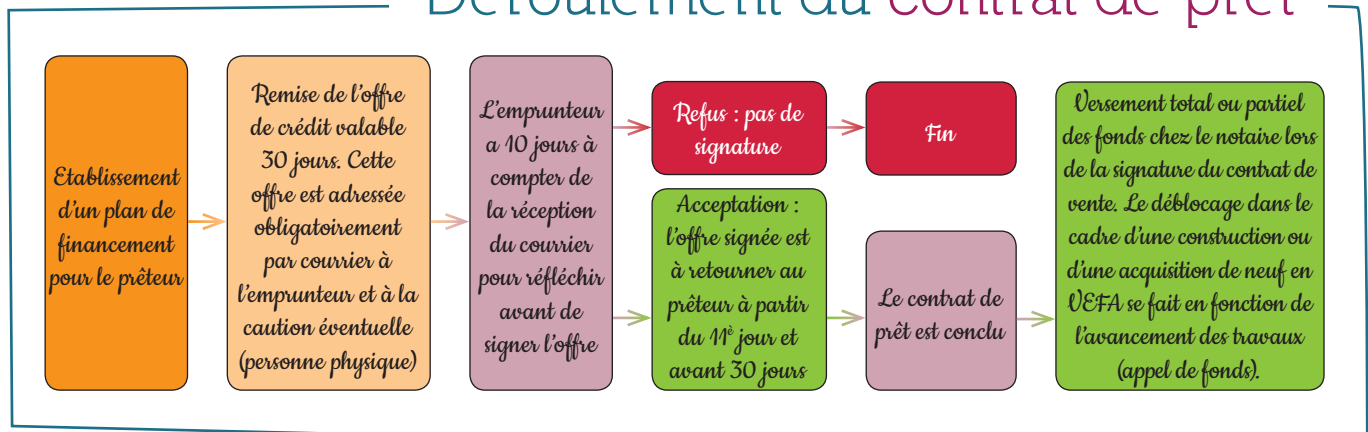 Déroulement du contrat de prêt
Etablissement
d'un plan de
financement
pour le prêteur
Remise de l'offre
de crédit valable
30 jours. Cette
offre est adressée
obligatoirement
par courrier à
l'emprunteur et à la
caution éventuelle
(personne physique)
L'emprunteur
a 10 jours à
compter de
la réception
du courrier
pour réfléchir
avant de
signer l'offre
Refus : pas de
signature
Fin
Acceptation :
l'offre signée est
à retourner au
prêteur à partir
du 11è jour et
avant 30 jours
Le contrat de
prêt est conclu
Versement total ou partiel
des fonds chez le notaire lors
de la signature du contrat de
vente. Le déblocage dans le
cadre d'une construction ou
d'une acquisition de neuf en
VEFA se fait en fonction de
l'avancement des travaux
(appel de fonds).